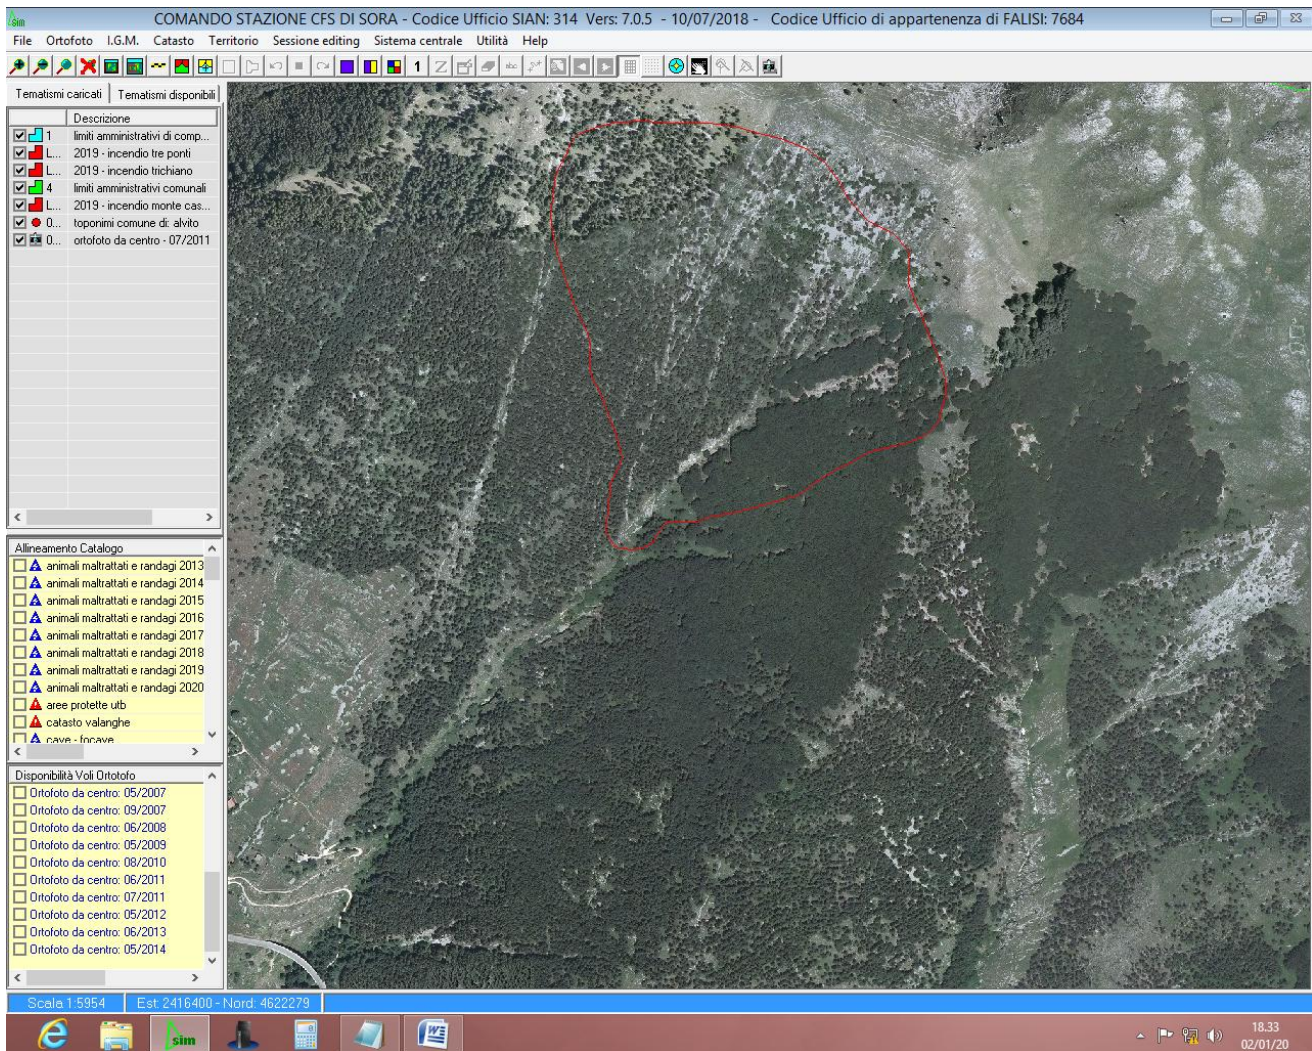 sim
COMANDO STAZIONE CFS DI SORA - Codice Ufficio SIAN: 314 Vers: 7.0.5 - 10/07/2018 - Codice Ufficio di appartenenza di FALISI: 7684
File Ortofoto I.G.M. Catasto Territorio Sessione editing Sistema centrale Utilità Help
1 Z abc
Tematismi caricati Tematismi disponibili
Descrizione
1 limiti amministrativi di comp...
L... 2019 - incendio tre ponti
L... 2019 - incendio trichiano
4 limiti amministrativi comunali
L... 2019 - incendio monte cas...
0... toponimi comune di: alvito
0... ortofoto da centro - 07/2011
Allineamento Catalogo
animali maltrattati e randagi 2013
animali maltrattati e randagi 2014
animali maltrattati e randagi 2015
animali maltrattati e randagi 2016
animali maltrattati e randagi 2017
animali maltrattati e randagi 2018
animali maltrattati e randagi 2019
animali maltrattati e randagi 2020
aree protette utb
catasto valanghe
cave - focave
Disponibilità Voli Ortotofo
Ortofoto da centro: 05/2007
Ortofoto da centro: 09/2007
Ortofoto da centro: 06/2008
Ortofoto da centro: 05/2009
Ortofoto da centro: 08/2010
Ortofoto da centro: 06/2011
Ortofoto da centro: 07/2011
Ortofoto da centro: 05/2012
Ortofoto da centro: 06/2013
Ortofoto da centro: 05/2014
Scala 1:5954 Est: 2416400 - Nord: 4622279
sim
18.33
02/01/20